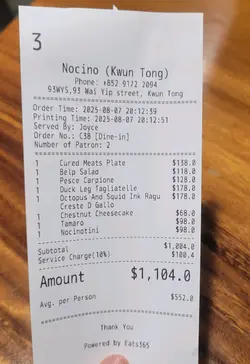 3
Nocino (Kwun Tong)
Phone: +852 9172 2094
93WYS,93 Wai Yip street, Kwun Tong
Order Time: 2025-08-07 20:12:39
Printing Time: 2025-08-07 20:12:51
Served By: Joyce
Order No.: C38 [Dine-in]
Number of Patron: 2
1 Cured Meats Plate $138.0
1 Belp Salad $118.0
1 Pesce Carpione $128.0
1 Duck Leg Tagliatelle $178.0
1 Octopus And Squid Ink Ragu $178.0
Creste D Gallo
1 Chestnut Cheesecake $68.0
1 Tamaro $98.0
1 Nocinotini $98.0
Subtotal $1,004.0
Service Charge(10%) $100.4
Amount $1,104.0
Avg. per Person $552.0
Thank You
Powered by Eats365